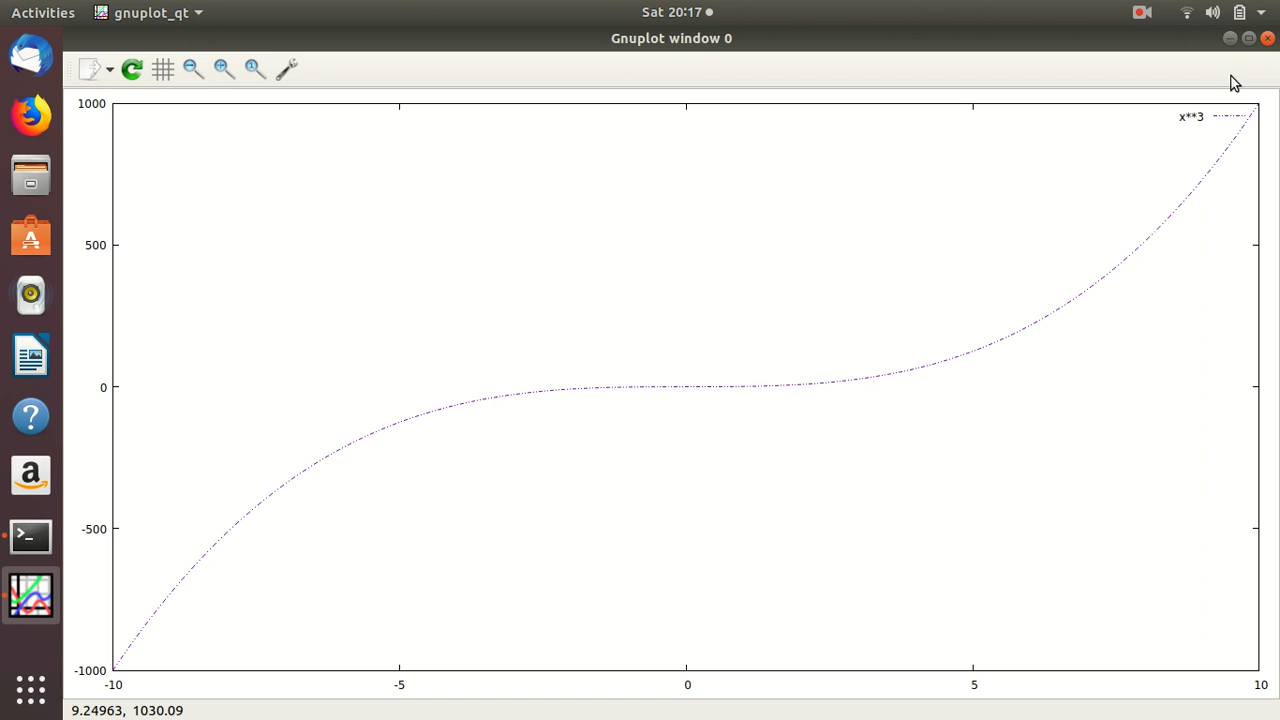 Activities gnuplot_qt Sat 20:17
Gnuplot window 0
1000
x**3
500
0
-500
-1000
-10 -5 0 5 10
9.24963, 1030.09